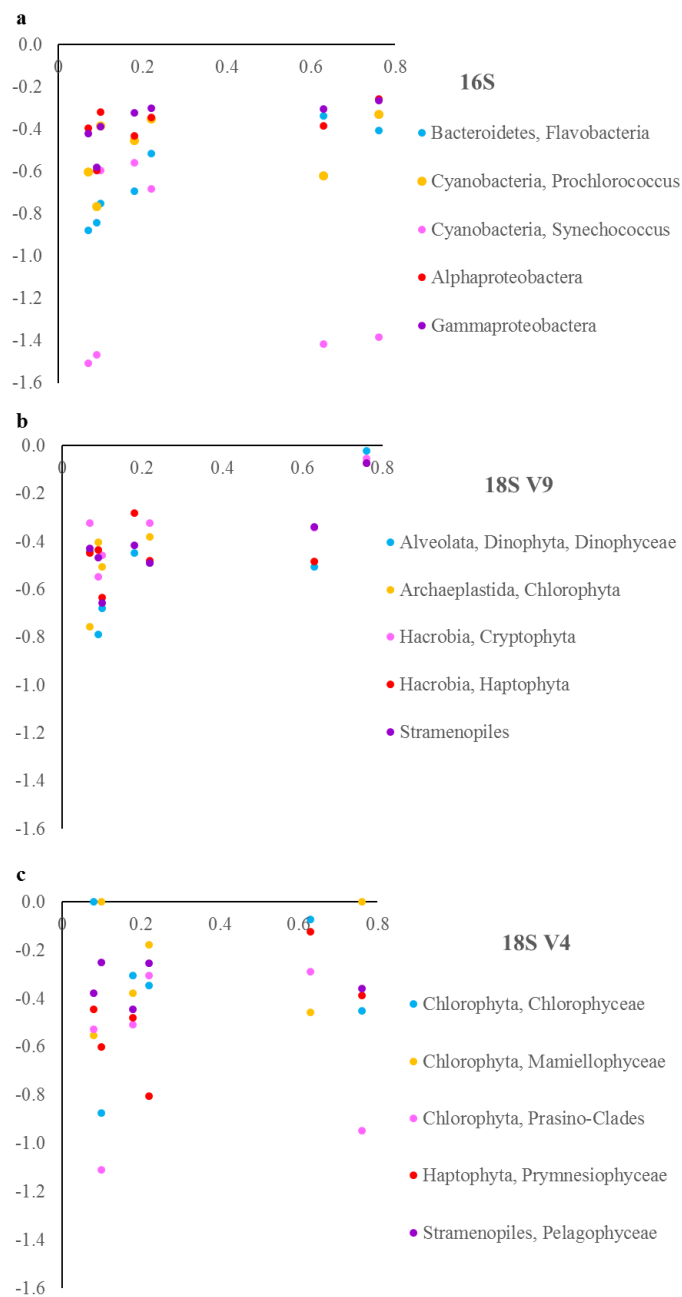 a
0.0
0
0.2
0.4
0.6
0.8
-0.2
-0.4
-0.6
-0.8
-1.0
-1.2
-1.4
-1.6
16S
Bacteroidetes, Flavobacteria
Cyanobacteria, Prochlorococcus
Cyanobacteria, Synechococcus
Alphaproteobactera
Gammaproteobactera
b
0.0
0
0.2
0.4
0.6
0.8
-0.2
-0.4
-0.6
-0.8
-1.0
-1.2
-1.4
-1.6
18S V9
Alveolata, Dinophyta, Dinophyceae
Archaeplastida, Chlorophyta
Hacrobia, Cryptophyta
Hacrobia, Haptophyta
Stramenopiles
c
0.0
0
0.2
0.4
0.6
0.8
-0.2
-0.4
-0.6
-0.8
-1.0
-1.2
-1.4
-1.6
18S V4
Chlorophyta, Chlorophyceae
Chlorophyta, Mamiellophyceae
Chlorophyta, Prasino-Clades
Haptophyta, Prymnesiophyceae
Stramenopiles, Pelagophyceae